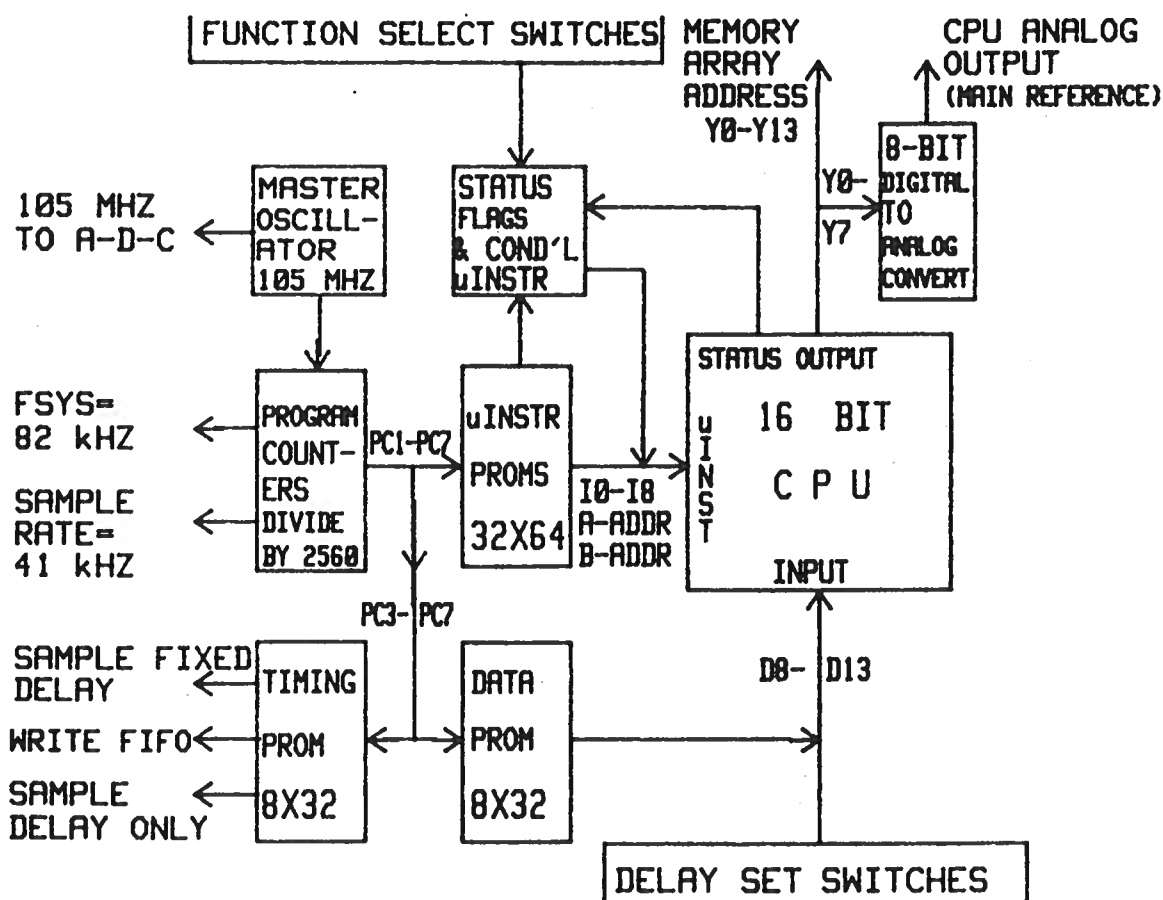 FUNCTION SELECT SWITCHES
MEMORY
ARRAY
ADDRESS
Y0-Y13
CPU ANALOG
OUTPUT
(MAIN REFERENCE)
8-BIT
DIGITAL
TO
ANALOG
CONVERT
Y0-
Y7
105 MHZ
TO A-D-C
MASTER
OSCILL-
ATOR
105 MHZ
STATUS
FLAGS
& COND'L
uINSTR
FSYS=
82 kHZ
SAMPLE
RATE=
41 kHZ
PROGRAM
COUNT-
ERS
DIVIDE
BY 2560
PC1-PC7
uINSTR
PROMS
32X64
I0-I8
A-ADDR
B-ADDR
STATUS OUTPUT
uINST
16 BIT
CPU
INPUT
PC3- PC7
SAMPLE FIXED
DELAY
WRITE FIFO
SAMPLE
DELAY ONLY
TIMING
PROM
8X32
DATA
PROM
8X32
D8- D13
DELAY SET SWITCHES